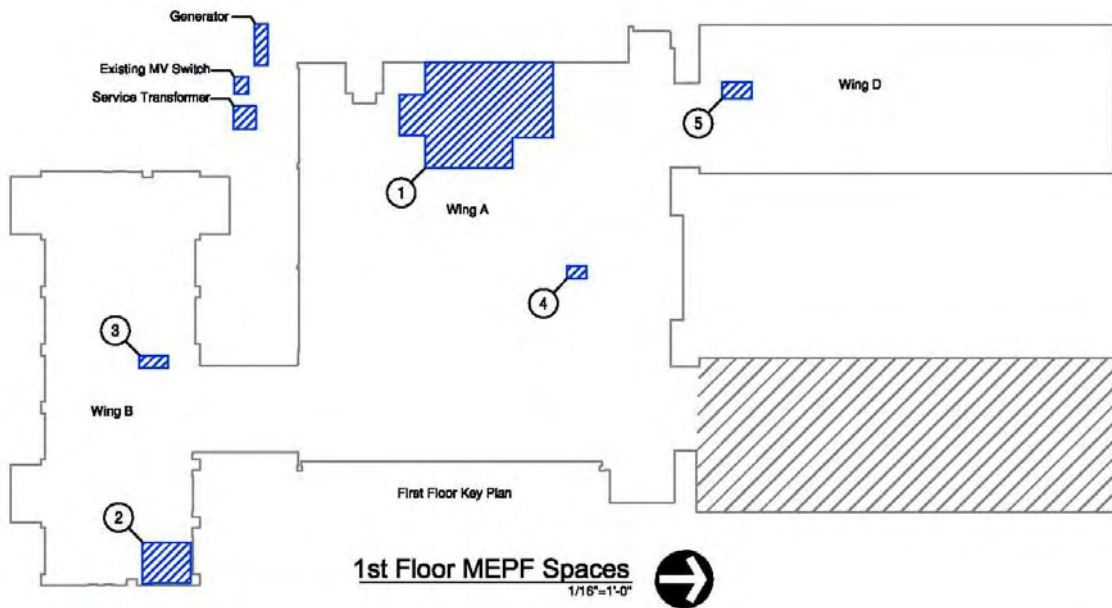 Generator
Existing MV Switch
Service Transformer
Wing D
5
1
Wing A
4
3
Wing B
First Floor Key Plan
2
1st Floor MEPF Spaces
1/16"=1'-0"